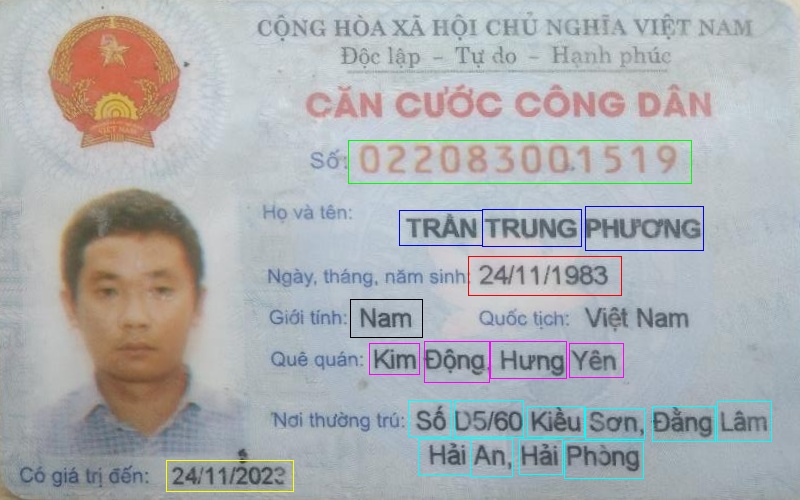 CỘNG HÒA XÃ HỘI CHỦ NGHĨA VIỆT NAM
Độc lập - Tự do - Hạnh phúc
CĂN CƯỚC CÔNG DÂN
Số: 022083001519
Họ và tên: TRẦN TRUNG PHƯƠNG
Ngày, tháng, năm sinh: 24/11/1983
Giới tính: Nam Quốc tịch: Việt Nam
Quê quán: Kim Động, Hưng Yên
Nơi thường trú: Số D5/60 Kiều Sơn, Đằng Lâm
Hải An, Hải Phòng
Có giá trị đến: 24/11/2023